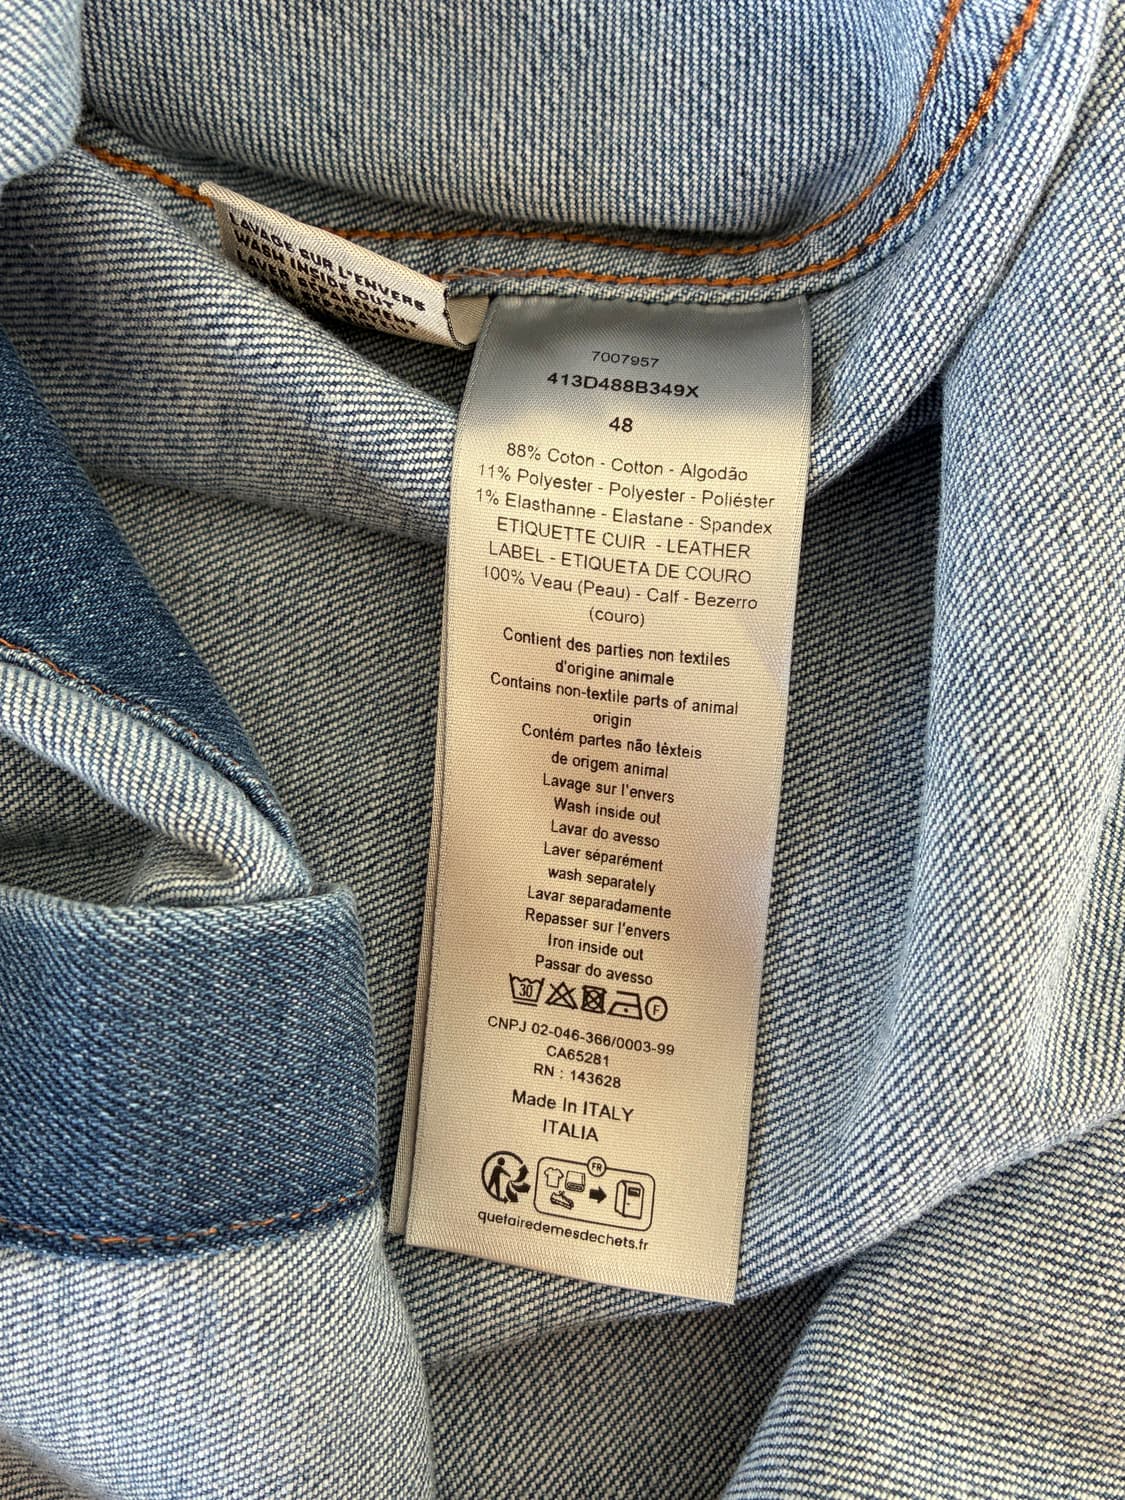 LAVAGE SUR L'ENVERS
WASH INSIDE OUT
LAVER
7007957
413D488B349X
48
88% Coton - Cotton - Algodão
11% Polyester - Polyester - Poliéster
1% Elasthanne - Elastane - Spandex
ETIQUETTE CUIR - LEATHER
LABEL - ETIQUETA DE COURO
100% Veau (Peau) - Calf - Bezerro
(couro)
Contient des parties non textiles
d'origine animale
Contains non-textile parts of animal
origin
Contém partes não têxteis
de origem animal
Lavage sur l'envers
Wash inside out
Lavar do avesso
Laver séparément
wash separately
Lavar separadamente
Repasser sur l'envers
Iron inside out
Passar do avesso
30 F
CNPJ 02-046-366/0003-99
CA65281
RN : 143628
Made In ITALY
ITALIA
FR
quefairedemesdechets.fr